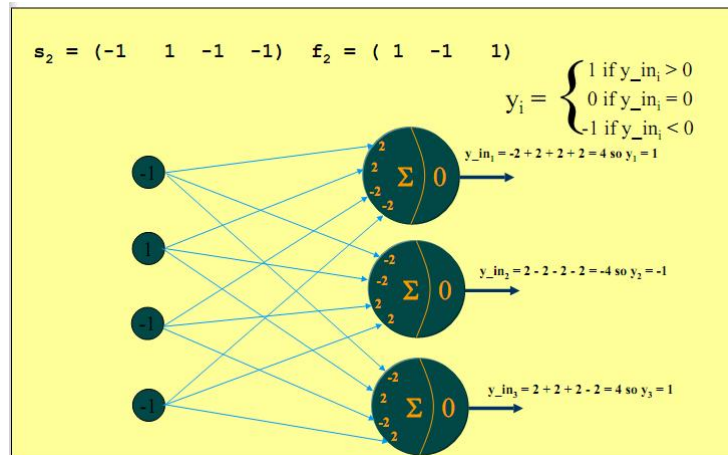 s₂ = (-1 1 -1 -1) f₂ = ( 1 -1 1)
yᵢ = { 1 if y_inᵢ > 0
0 if y_inᵢ = 0
-1 if y_inᵢ < 0
-1
1
-1
-1
2
2
-2
-2
Σ 0
y_in₁ = -2 + 2 + 2 + 2 = 4 so y₁ = 1
-2
-2
2
2
Σ 0
y_in₂ = 2 - 2 - 2 - 2 = -4 so y₂ = -1
-2
2
-2
2
Σ 0
y_in₃ = 2 + 2 + 2 - 2 = 4 so y₃ = 1